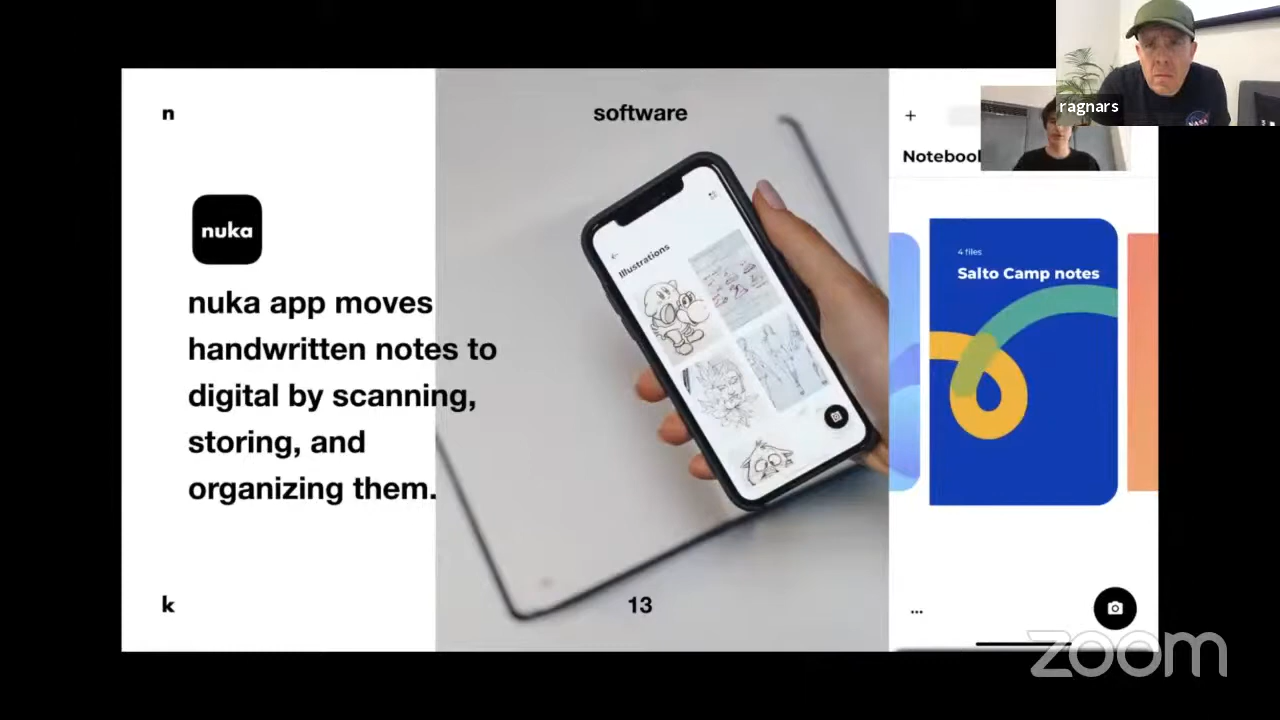 n
software
nuka
nuka app moves
handwritten notes to
digital by scanning,
storing, and
organizing them.
Illustrations
+
4 files
Salto Camp notes
...
k
13
ragnars
NASA
zoom